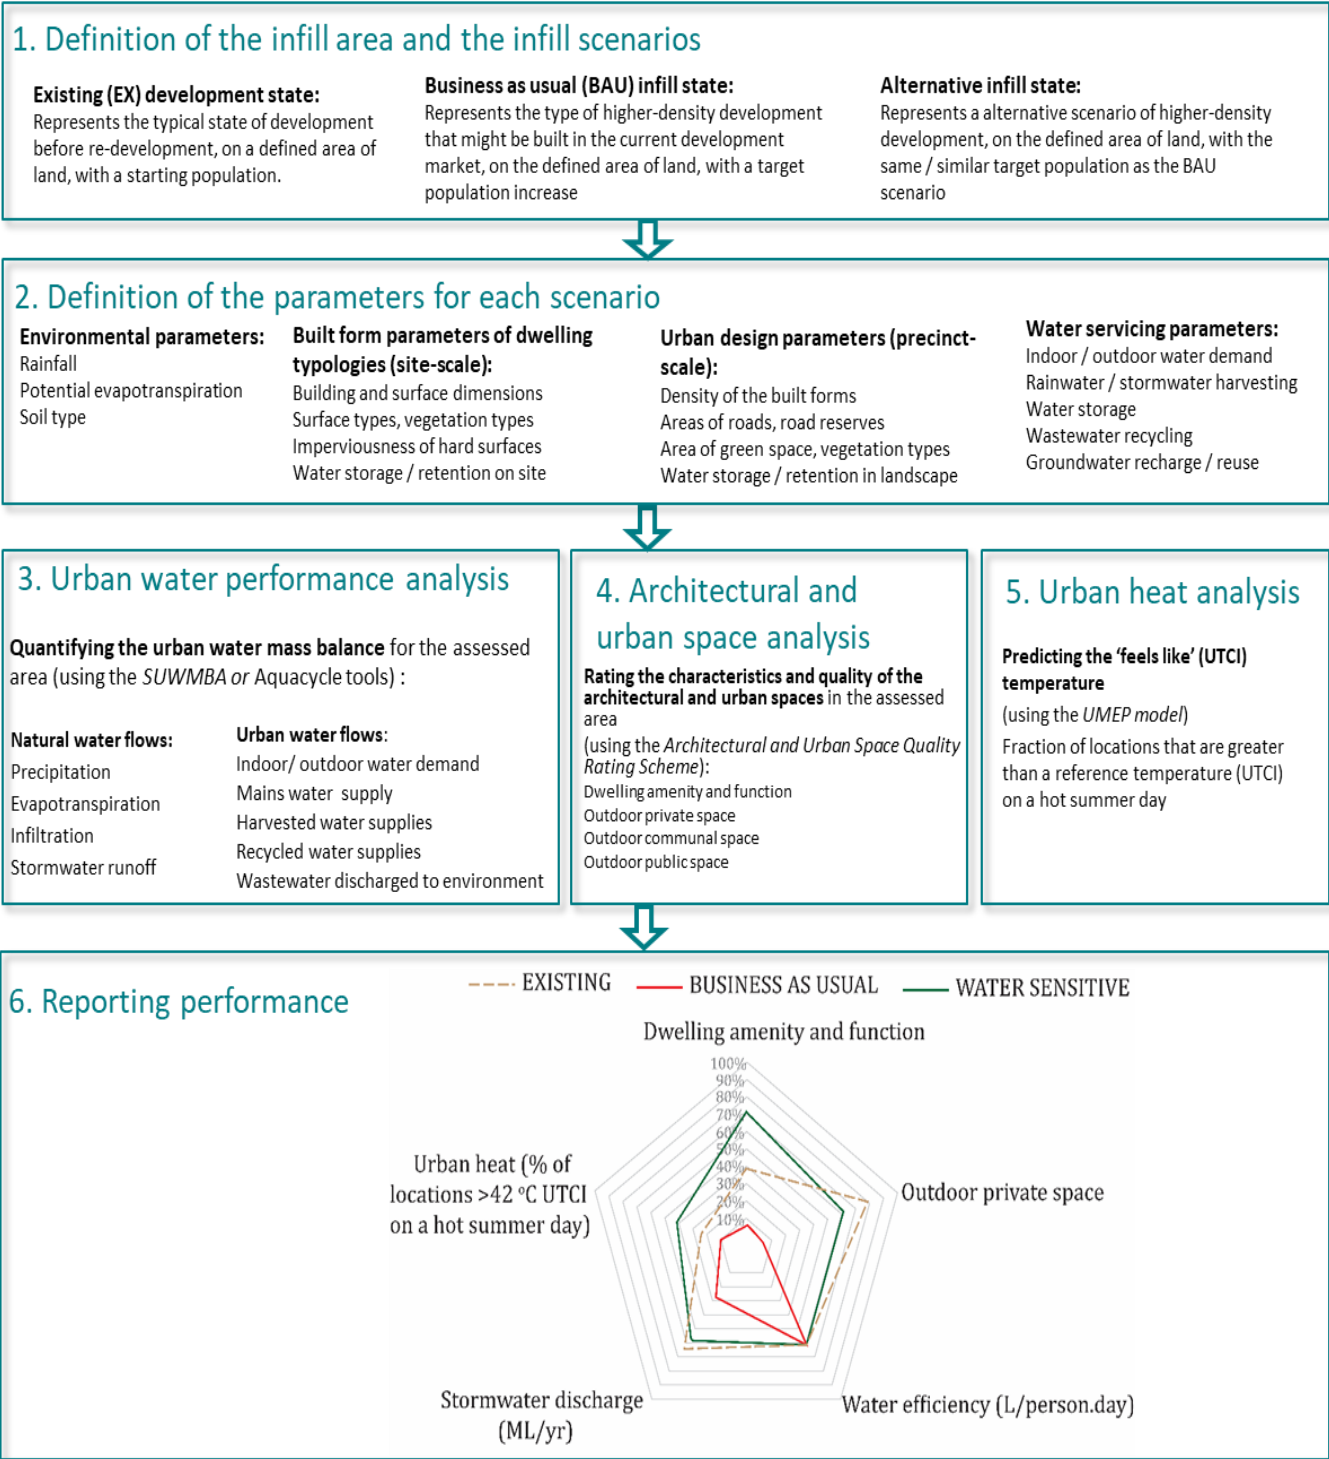 1. Definition of the infill area and the infill scenarios
Existing (EX) development state:
Represents the typical state of development
before re-development, on a defined area of
land, with a starting population.
Business as usual (BAU) infill state:
Represents the type of higher-density development
that might be built in the current development
market, on the defined area of land, with a target
population increase
Alternative infill state:
Represents a alternative scenario of higher-density
development, on the defined area of land, with the
same / similar target population as the BAU
scenario
2. Definition of the parameters for each scenario
Environmental parameters:
Rainfall
Potential evapotranspiration
Soil type
Built form parameters of dwelling
typologies (site-scale):
Building and surface dimensions
Surface types, vegetation types
Imperviousness of hard surfaces
Water storage / retention on site
Urban design parameters (precinct-
scale):
Density of the built forms
Areas of roads, road reserves
Area of green space, vegetation types
Water storage / retention in landscape
Water servicing parameters:
Indoor / outdoor water demand
Rainwater / stormwater harvesting
Water storage
Wastewater recycling
Groundwater recharge / reuse
3. Urban water performance analysis
Quantifying the urban water mass balance for the assessed
area (using the SUWMBA or Aquacycle tools) :
Natural water flows:
Precipitation
Evapotranspiration
Infiltration
Stormwater runoff
Urban water flows:
Indoor/ outdoor water demand
Mains water supply
Harvested water supplies
Recycled water supplies
Wastewater discharged to environment
4. Architectural and
urban space analysis
Rating the characteristics and quality of the
architectural and urban spaces in the assessed
area
(using the Architectural and Urban Space Quality
Rating Scheme):
Dwelling amenity and function
Outdoor private space
Outdoor communal space
Outdoor public space
5. Urban heat analysis
Predicting the ‘feels like’ (UTCI)
temperature
(using the UMEP model)
Fraction of locations that are greater
than a reference temperature (UTCI)
on a hot summer day
6. Reporting performance
EXISTING
BUSINESS AS USUAL
WATER SENSITIVE
Dwelling amenity and function
100%
90%
80%
70%
60%
50%
40%
30%
20%
10%
Urban heat (% of
locations >42 °C UTCI
on a hot summer day)
Outdoor private space
Stormwater discharge
(ML/yr)
Water efficiency (L/person.day)